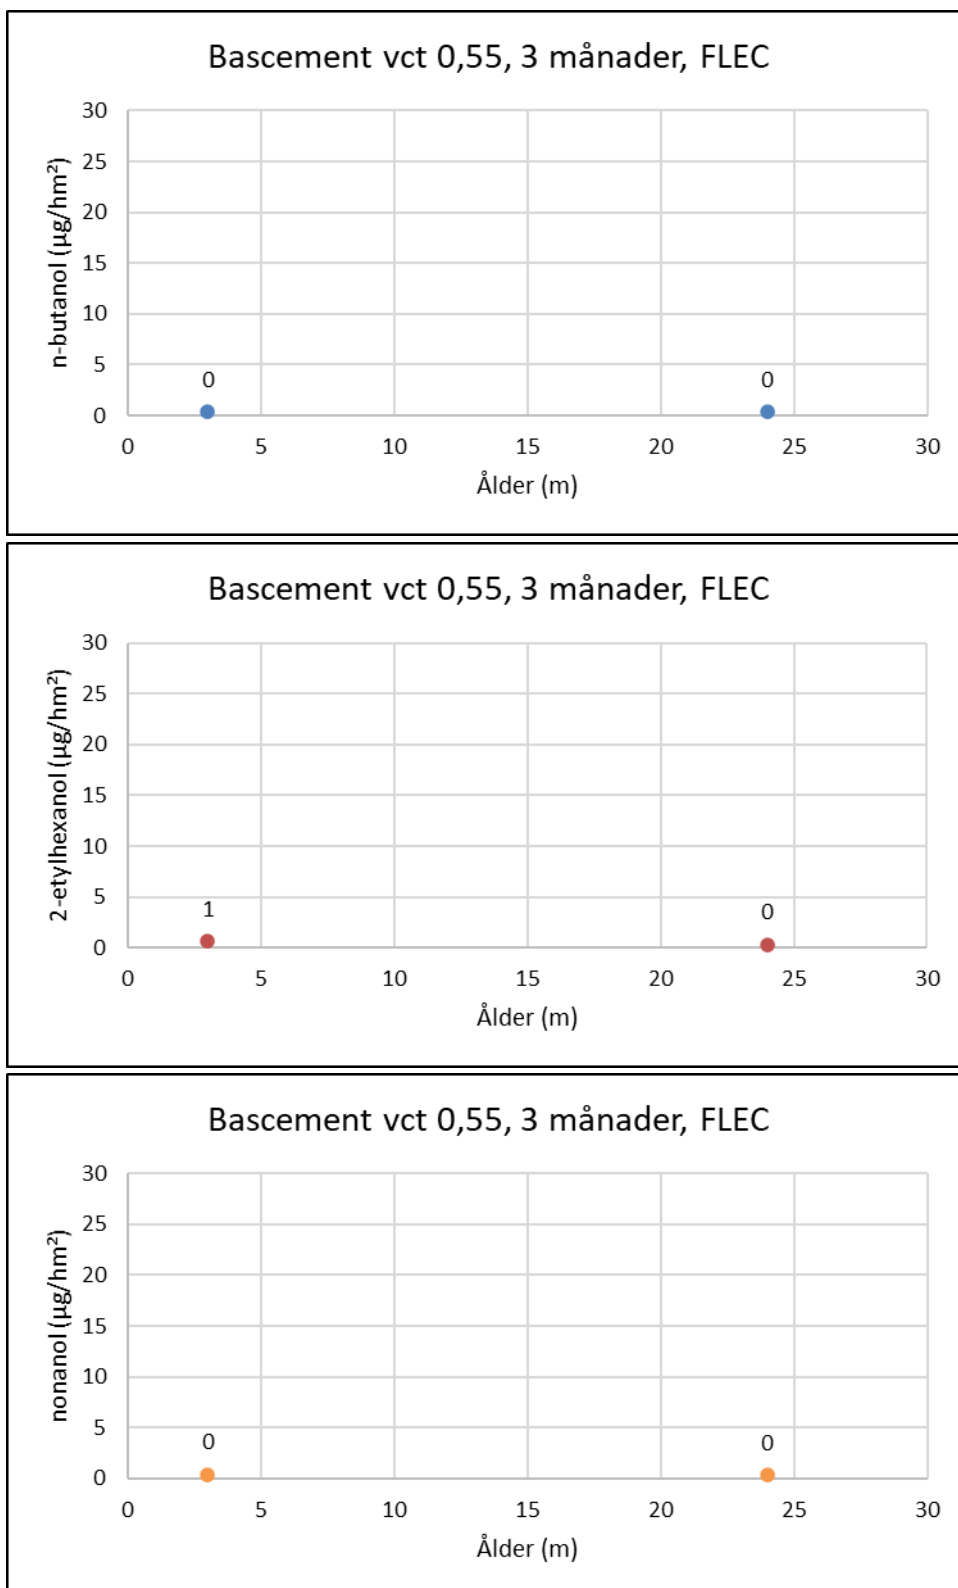 Bascement vct 0,55, 3 månader, FLEC
n-butanol (µg/hm²)
30
25
20
15
10
5
0
0
0
0 5 10 15 20 25 30
Ålder (m)
Bascement vct 0,55, 3 månader, FLEC
2-etylhexanol (µg/hm²)
30
25
20
15
10
5
0
1
0
0 5 10 15 20 25 30
Ålder (m)
Bascement vct 0,55, 3 månader, FLEC
nonanol (µg/hm²)
30
25
20
15
10
5
0
0
0
0 5 10 15 20 25 30
Ålder (m)